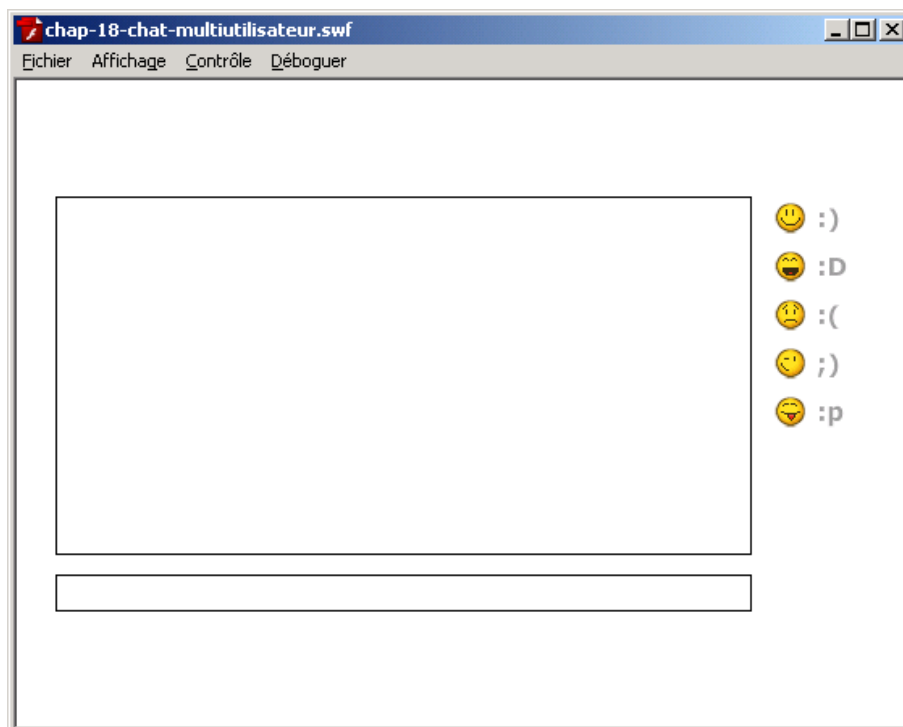 chap-18-chat-multiutilisateur.swf
Fichier Affichage Contrôle Déboguer
:)
:D
:(
;)
:p